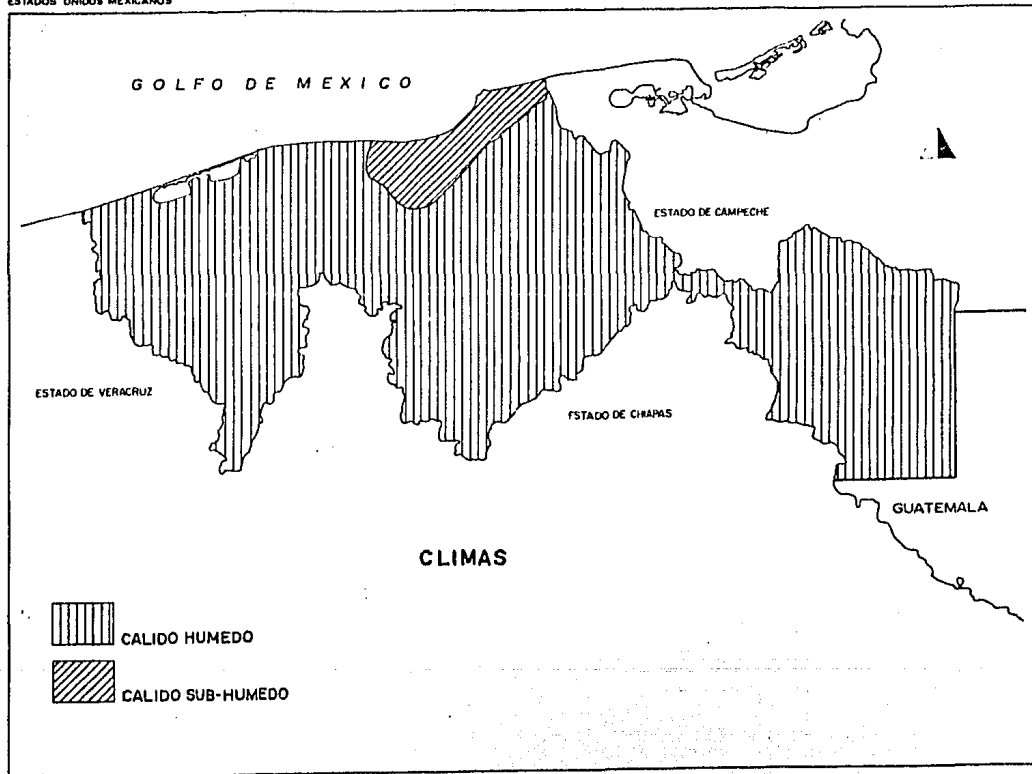 ESTADOS UNIDOS MEXICANOS
GOLFO DE MEXICO
ESTADO DE CAMPECHE
ESTADO DE VERACRUZ
ESTADO DE CHIAPAS
GUATEMALA
CLIMAS
CALIDO HUMEDO
CALIDO SUB-HUMEDO